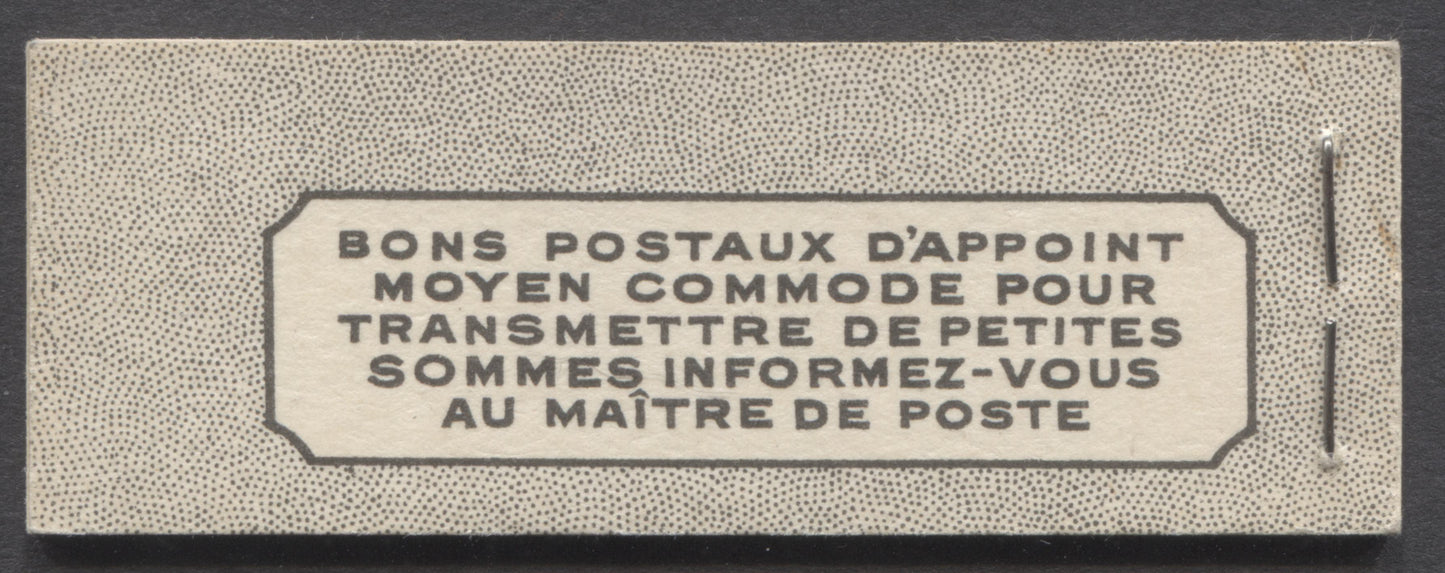 BONS POSTAUX D'APPOINT
MOYEN COMMODE POUR
TRANSMETTRE DE PETITES
SOMMES INFORMEZ-VOUS
AU MAÎTRE DE POSTE